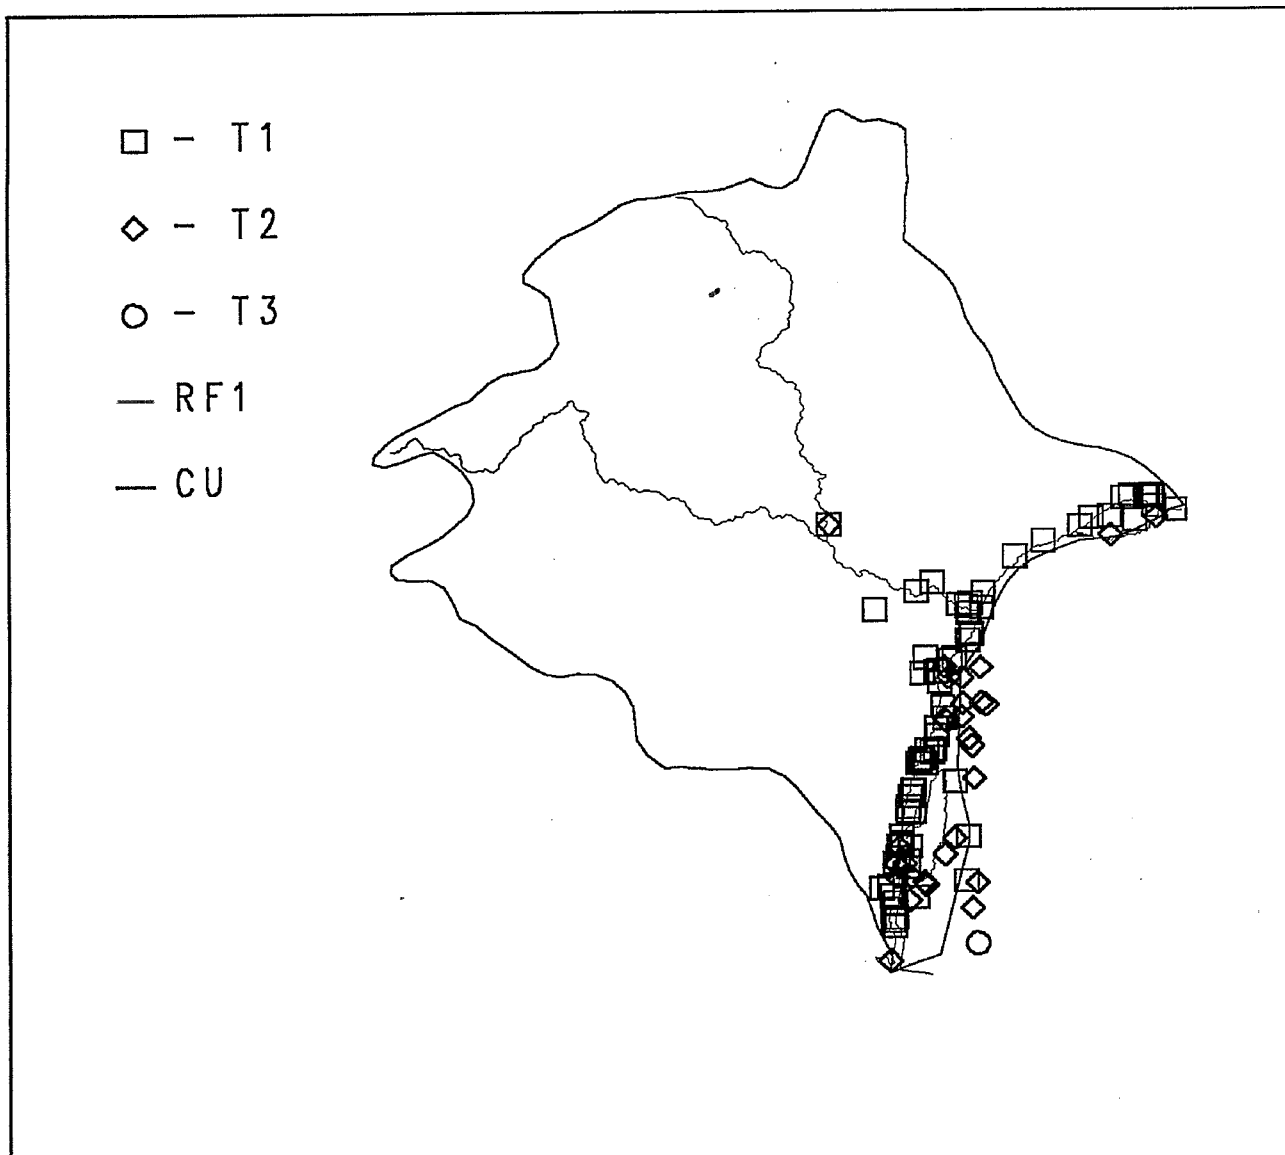 □ - T1
◇ - T2
○ - T3
— RF1
— CU